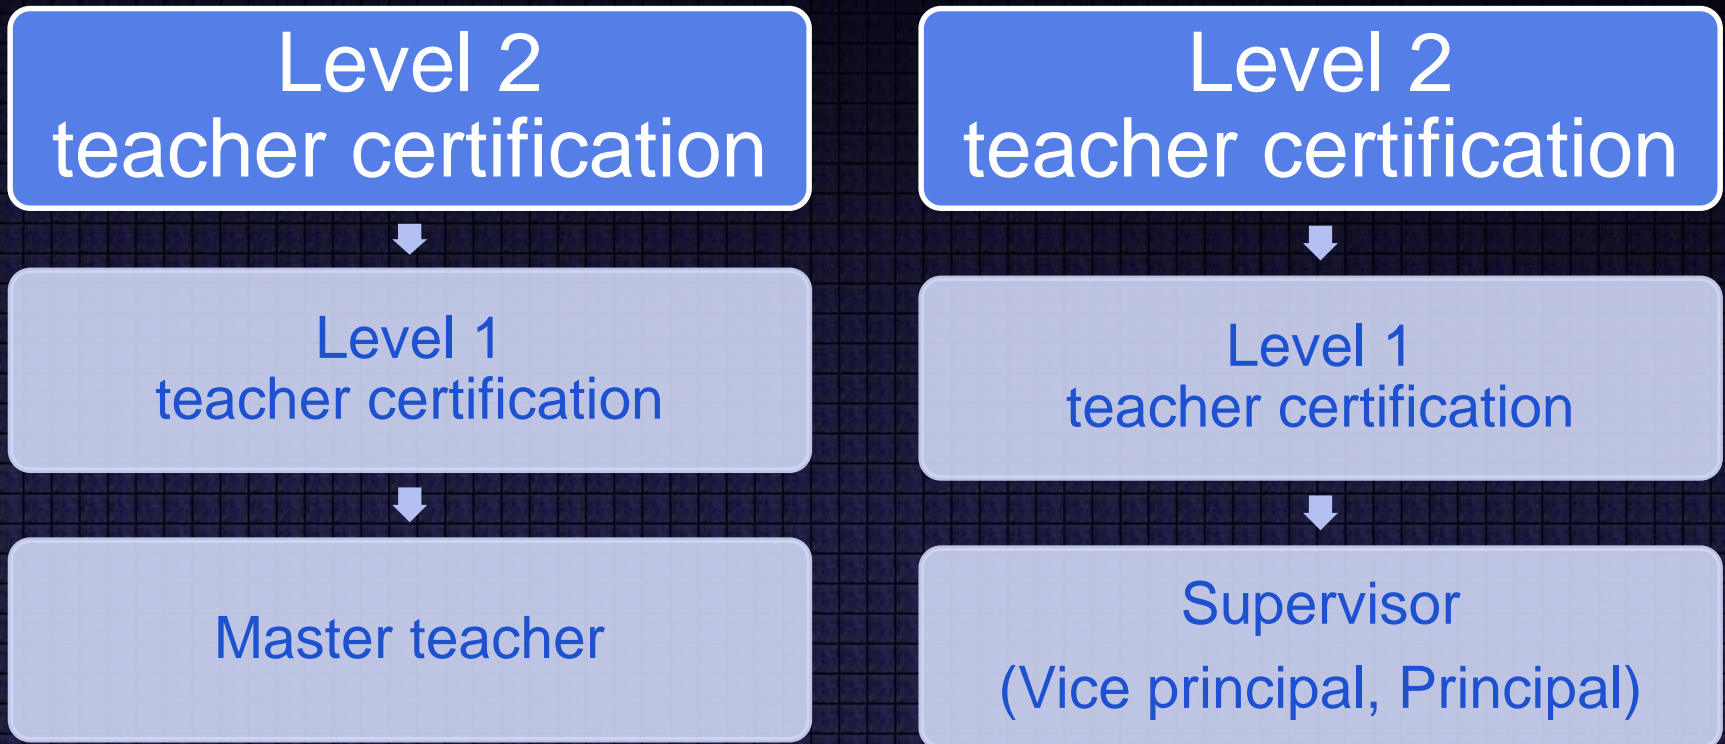 Level 2
teacher certification
Level 1
teacher certification
Master teacher
Level 2
teacher certification
Level 1
teacher certification
Supervisor
(Vice principal, Principal)